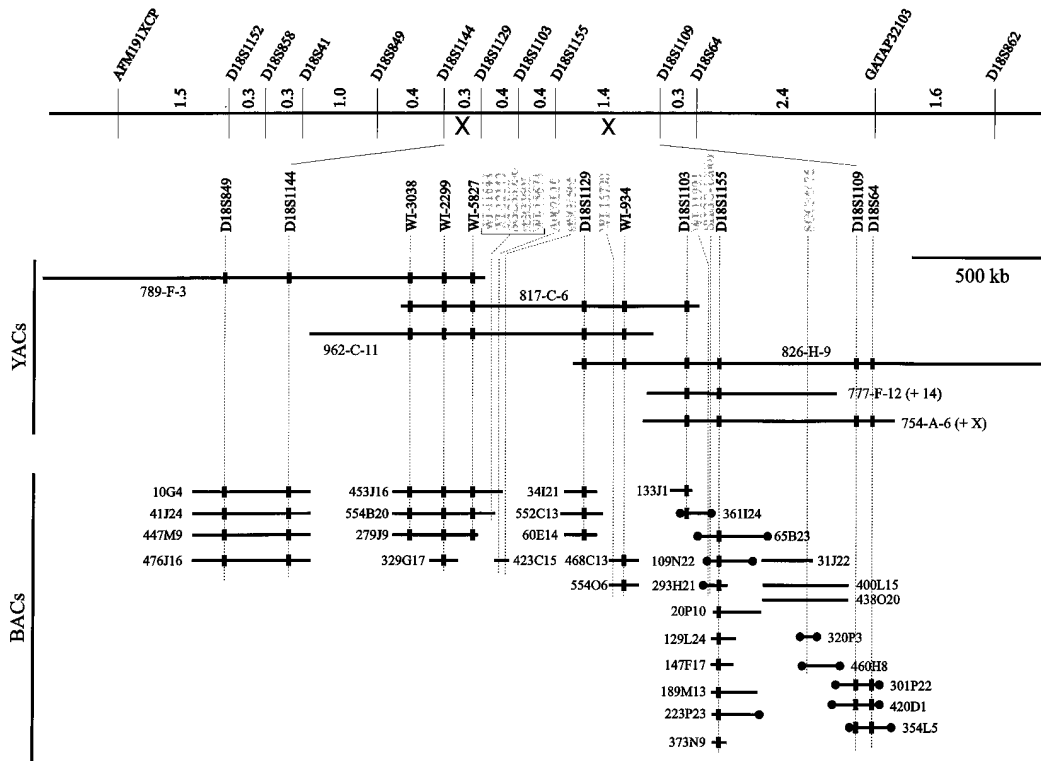 AFM191XCP
D18S1152
D18S858
D18S41
D18S849
D18S1144
D18S1129
D18S1103
D18S1155
D18S1109
D18S64
GATAP32103
D18S862
1.5
0.3
0.3
1.0
0.4
0.3
0.4
0.4
1.4
0.3
2.4
1.6
X
X
D18S849
D18S1144
WI-3038
WI-2299
WI-5827
D18S1129
WI-934
D18S1103
D18S1155
D18S1109
D18S64
500 kb
YACs
789-F-3
817-C-6
962-C-11
826-H-9
777-F-12 (+ 14)
754-A-6 (+ X)
BACs
10G4
453J16
34I21
133J1
41J24
554B20
552C13
361I24
447M9
279J9
60E14
65B23
476J16
329G17
423C15
468C13
109N22
31J22
554O6
293H21
400L15
438O20
20P10
129L24
320P3
147F17
460H8
189M13
301P22
223P23
420D1
354L5
373N9